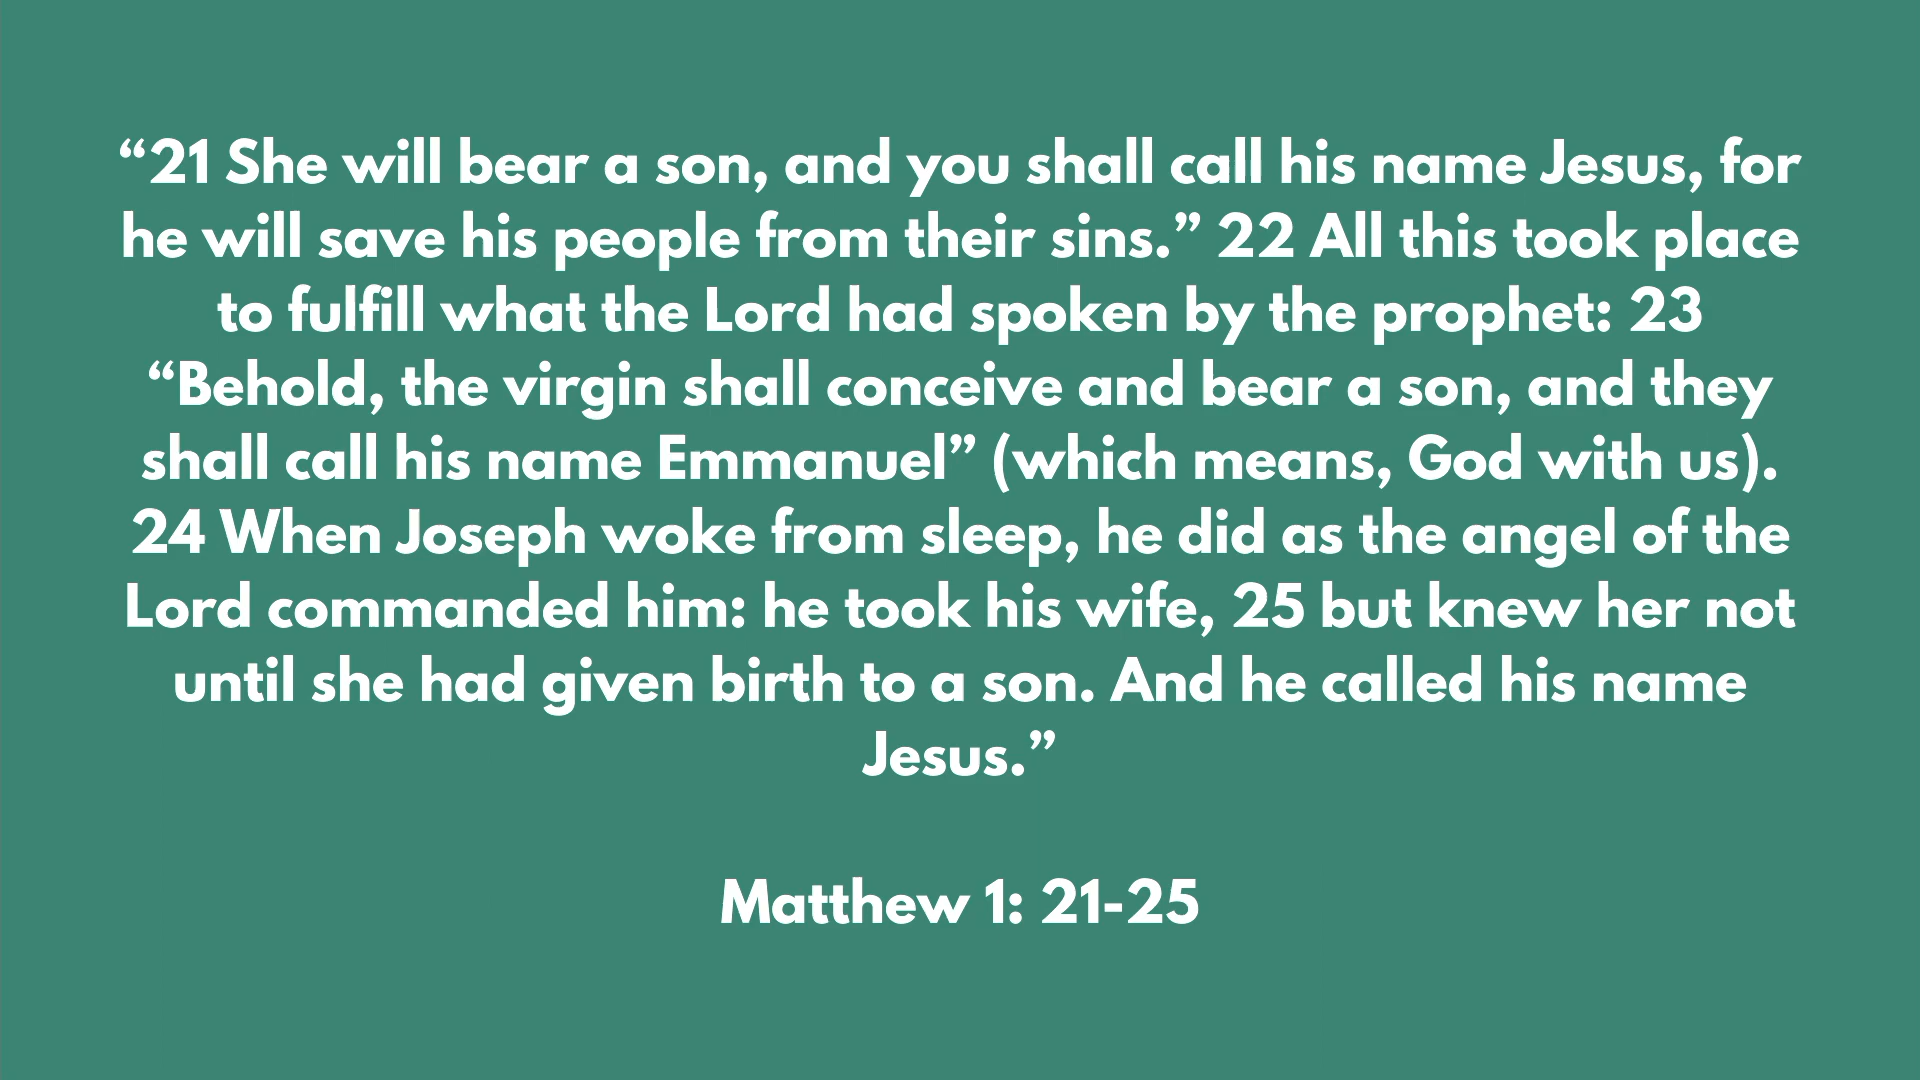 “21 She will bear a son, and you shall call his name Jesus, for
he will save his people from their sins.” 22 All this took place
to fulfill what the Lord had spoken by the prophet: 23
“Behold, the virgin shall conceive and bear a son, and they
shall call his name Emmanuel” (which means, God with us).
24 When Joseph woke from sleep, he did as the angel of the
Lord commanded him: he took his wife, 25 but knew her not
until she had given birth to a son. And he called his name
Jesus.”
Matthew 1: 21-25